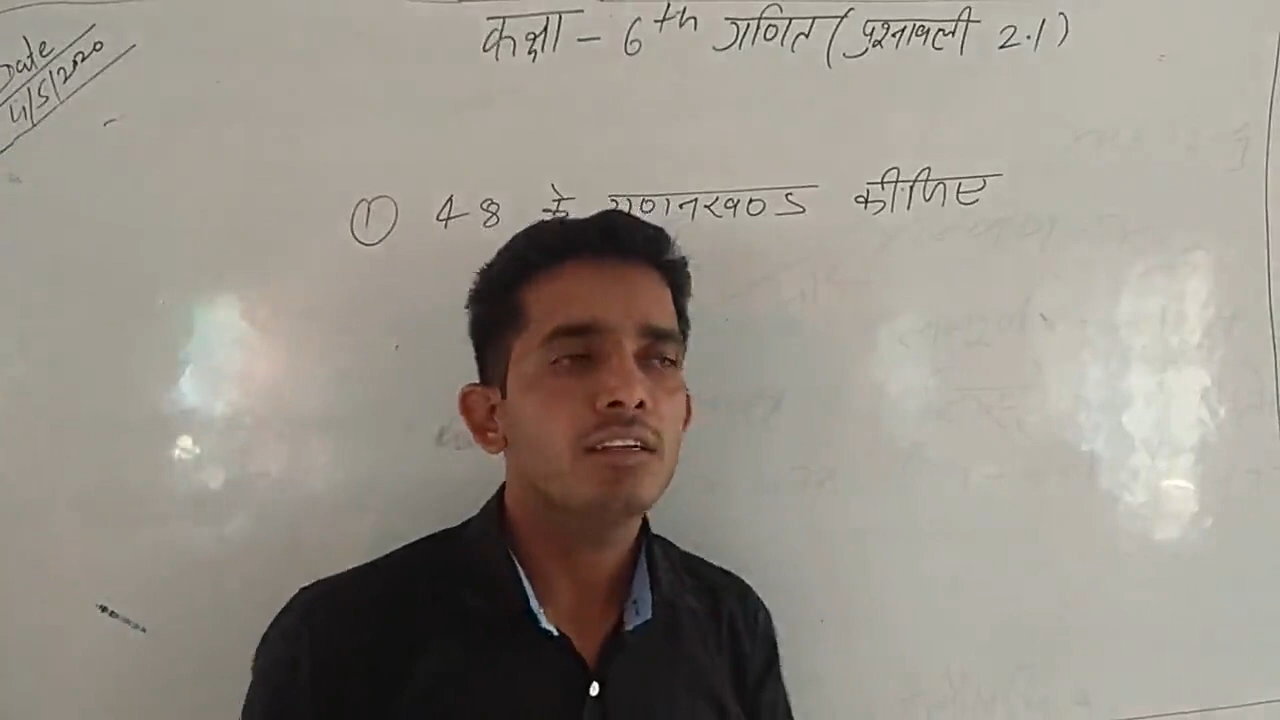 Date
4/5/2020
कक्षा - 6th गणित (प्रश्नावली 2.1)
① 48 के गुणनखण्ड कीजिए